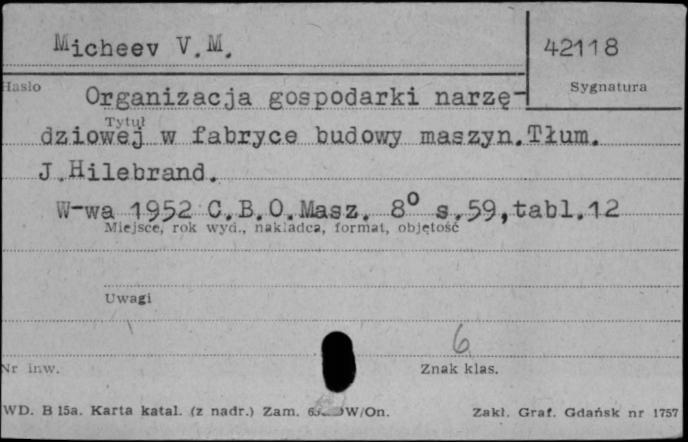 Micheev V.M.
42118
Hasło
Sygnatura
Organizacja gospodarki narzę-
Tytuł
dziowej w fabryce budowy maszyn.Tłum.
J.Hilebrand.
W-wa 1952 C.B.O.Masz. 8⁰ s.59,tabl.12
Miejsce, rok wyd., nakładca, format, objętość
Uwagi
6
Nr inw.
Znak klas.
WD. B 15a. Karta katal. (z nadr.) Zam. W/On.
Zakł. Graf. Gdańsk nr 1757